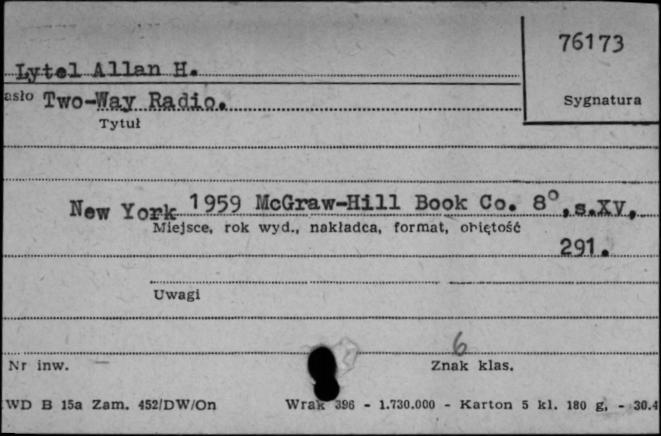 76173
Lytel Allan H.
asło Two-Way Radio.
Sygnatura
Tytuł
New York 1959 McGraw-Hill Book Co. 8°,s.XV,
Miejsce, rok wyd., nakładca, format, objętość
291.
Uwagi
6
Nr inw.
Znak klas.
WD B 15a Zam. 452/DW/On Wrak 396 - 1.730.000 - Karton 5 kl. 180 g. - 30.4